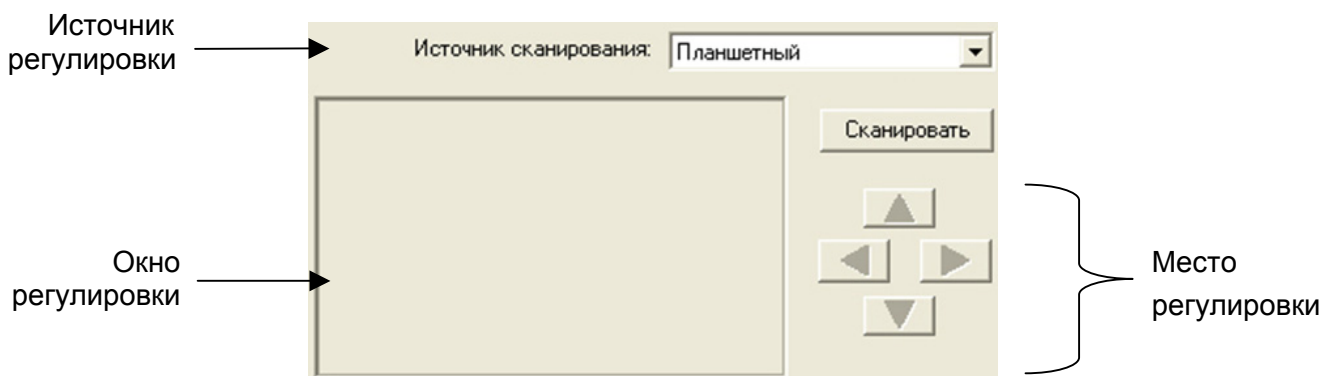 Источник
регулировки
Источник сканирования: Планшетный
Сканировать
Окно
регулировки
Место
регулировки